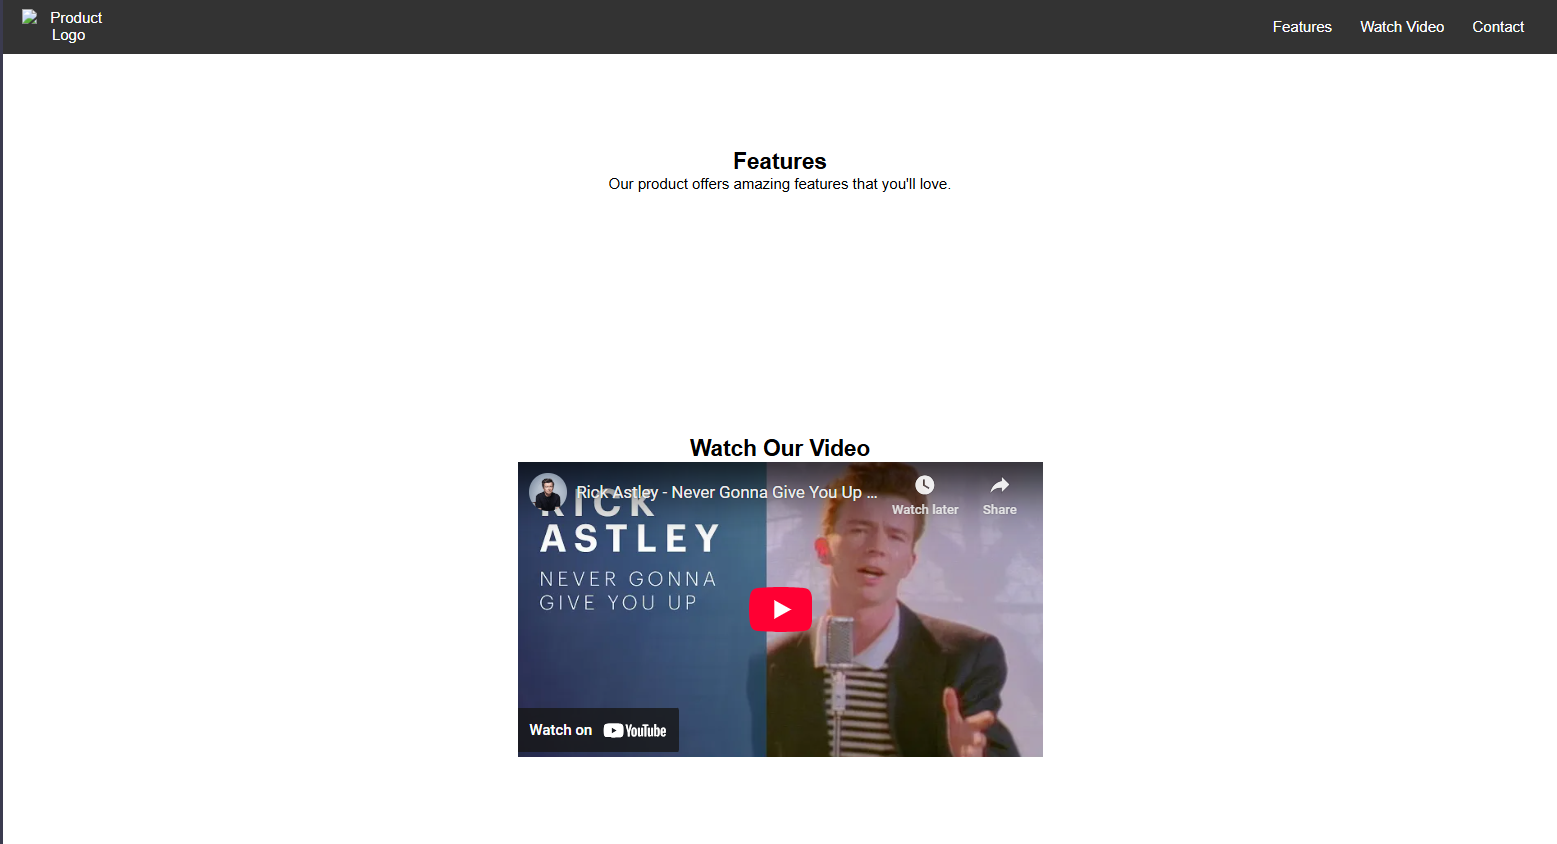 Product
Logo
Features
Watch Video
Contact
Features
Our product offers amazing features that you'll love.
Watch Our Video
Rick Astley - Never Gonna Give You Up ...
Watch later
Share
RICK
ASTLEY
NEVER GONNA
GIVE YOU UP
Watch on YouTube